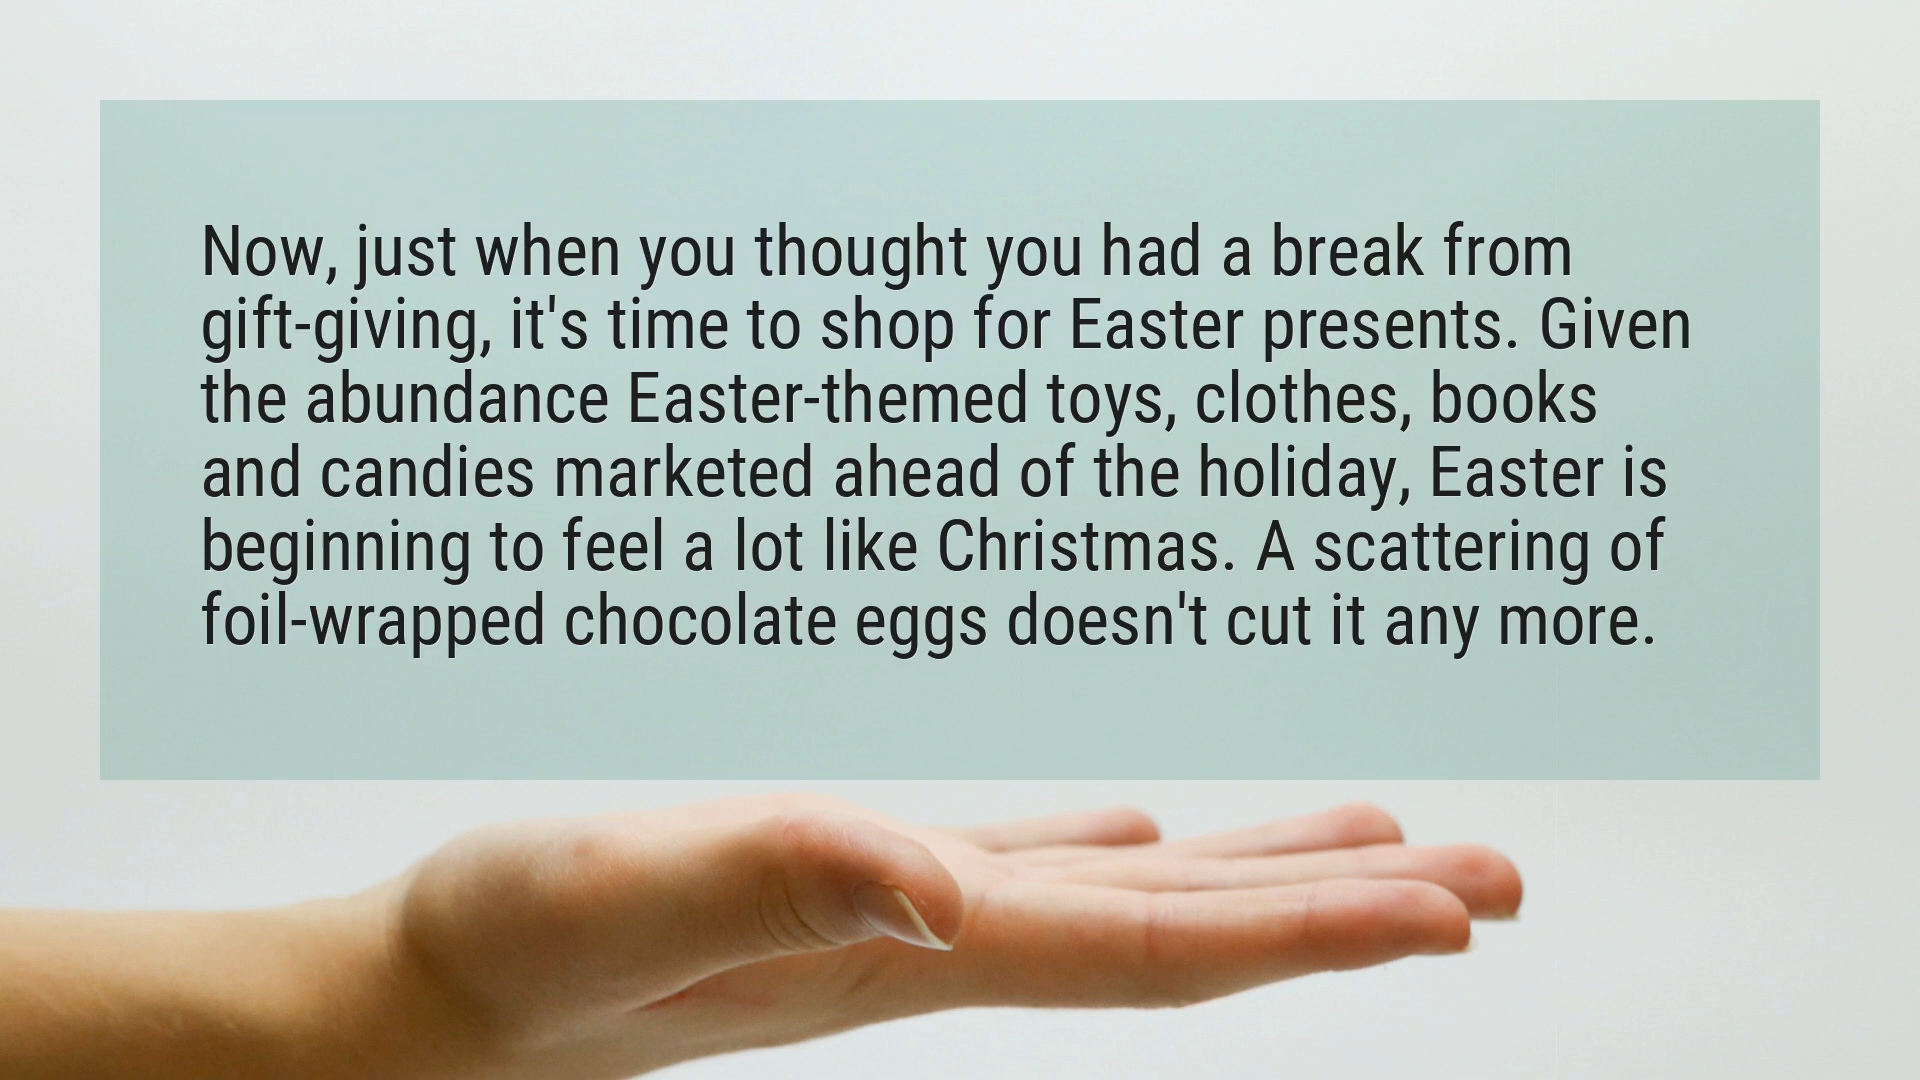 Now, just when you thought you had a break from
gift-giving, it's time to shop for Easter presents. Given
the abundance Easter-themed toys, clothes, books
and candies marketed ahead of the holiday, Easter is
beginning to feel a lot like Christmas. A scattering of
foil-wrapped chocolate eggs doesn't cut it any more.